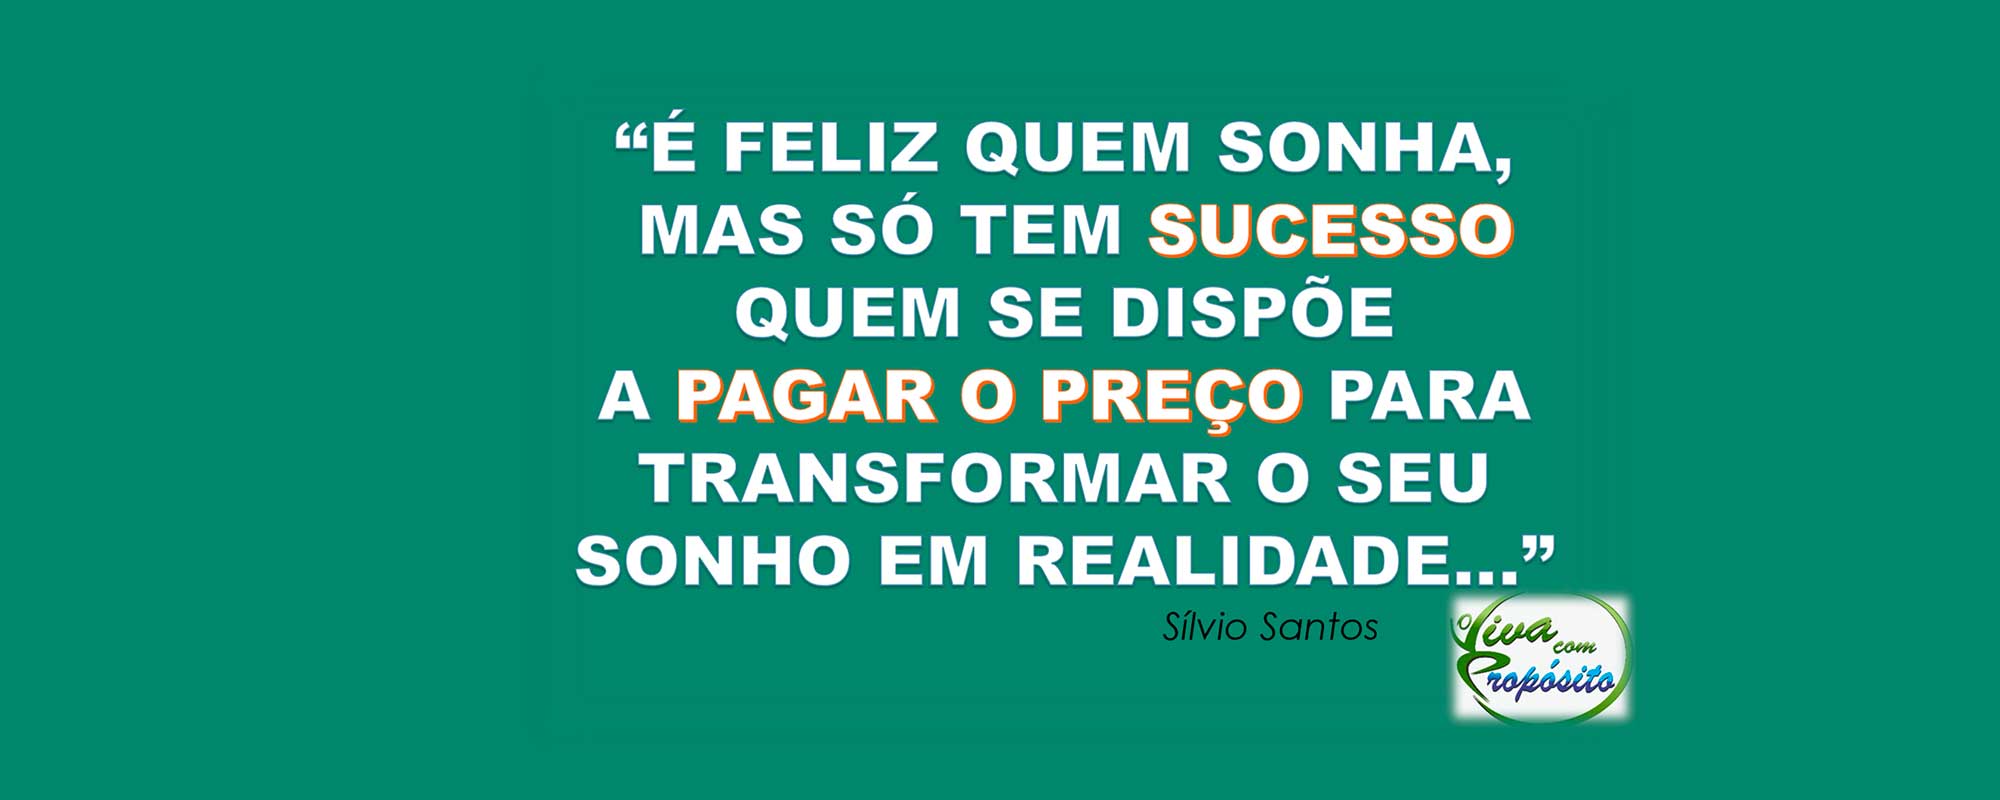 “É FELIZ QUEM SONHA,
MAS SÓ TEM SUCESSO
QUEM SE DISPÕE
A PAGAR O PREÇO PARA
TRANSFORMAR O SEU
SONHO EM REALIDADE...”
Sílvio Santos
Viva
com
Propósito